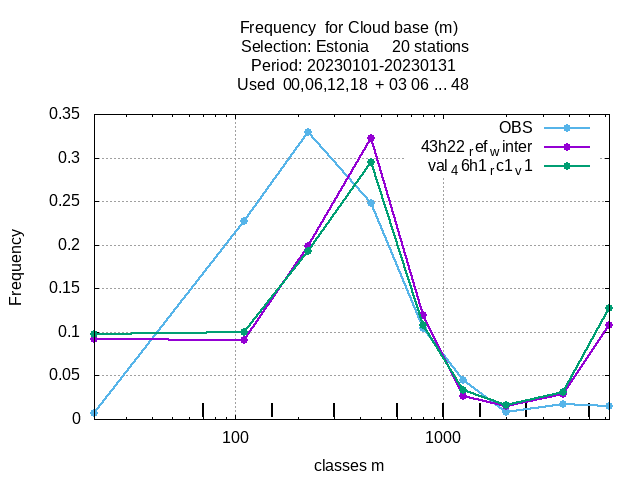 Frequency for Cloud base (m)
Selection: Estonia 20 stations
Period: 20230101-20230131
Used 00,06,12,18 + 03 06 ... 48
0.35
0.3
0.25
0.2
0.15
0.1
0.05
0
Frequency
OBS
43h22ᵣef_winter
val₄6h1ᵣc1ᵥ1
100 1000
classes m